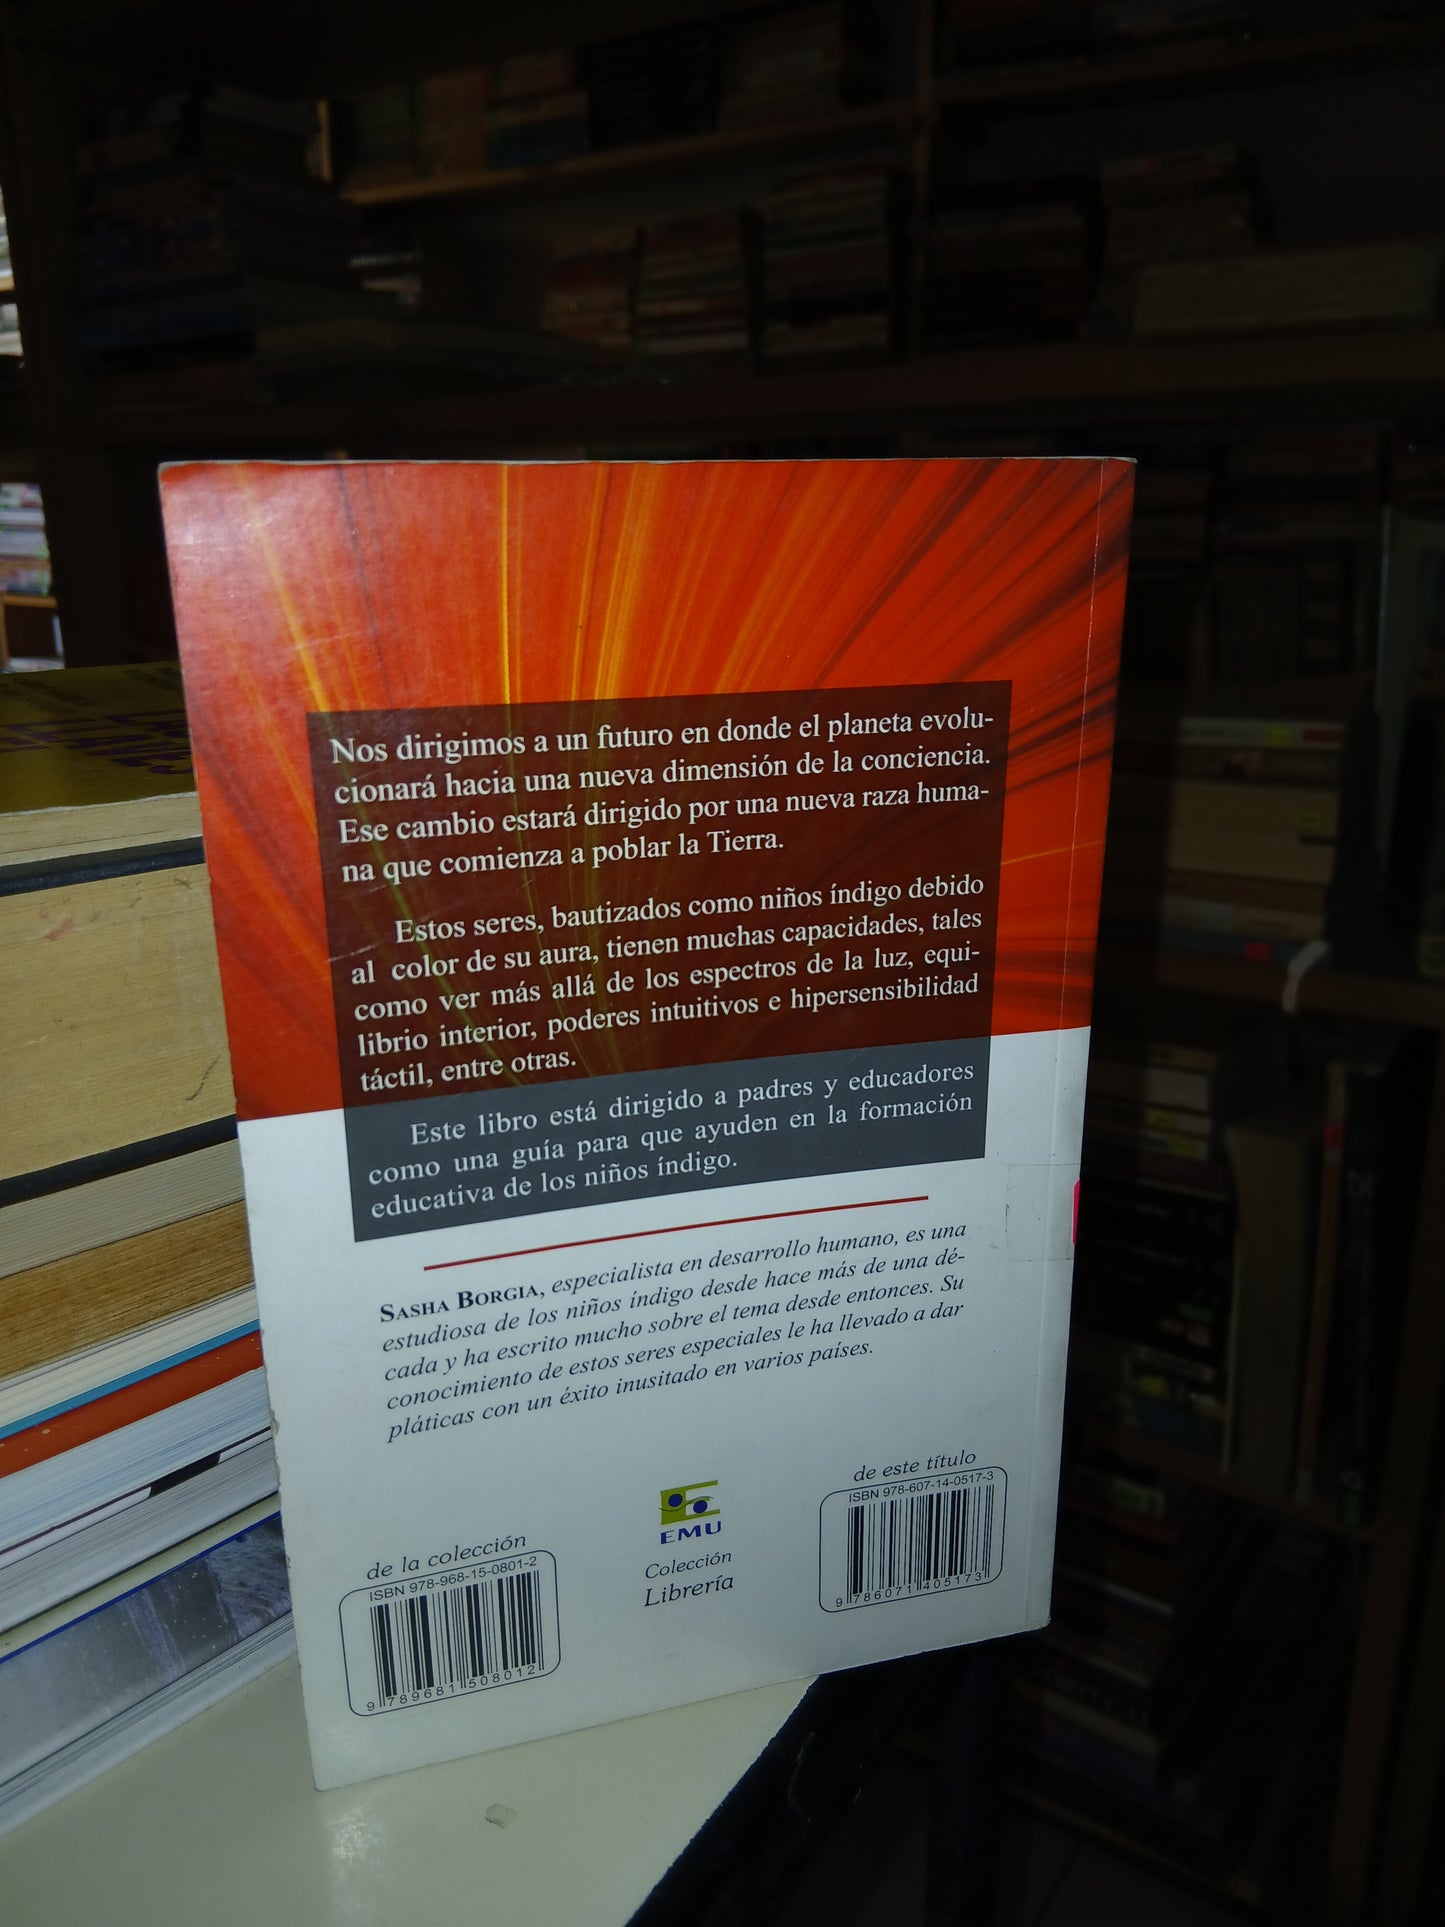 Nos dirigimos a un futuro en donde el planeta evolu-
cionará hacia una nueva dimensión de la conciencia.
Ese cambio estará dirigido por una nueva raza huma-
na que comienza a poblar la Tierra.
Estos seres, bautizados como niños índigo debido
al color de su aura, tienen muchas capacidades, tales
como ver más allá de los espectros de la luz, equi-
librio interior, poderes intuitivos e hipersensibilidad
táctil, entre otras.
Este libro está dirigido a padres y educadores
como una guía para que ayuden en la formación
educativa de los niños índigo.
SASHA BORGIA, especialista en desarrollo humano, es una
estudiosa de los niños índigo desde hace más de una dé-
cada y ha escrito mucho sobre el tema desde entonces. Su
conocimiento de estos seres especiales le ha llevado a dar
pláticas con un éxito inusitado en varios países.
de la colección
ISBN 978-968-15-0801-2
9 789681 508012
EMU
Colección
Librería
de este título
ISBN 978-607-14-0517-3
9 786071 405173